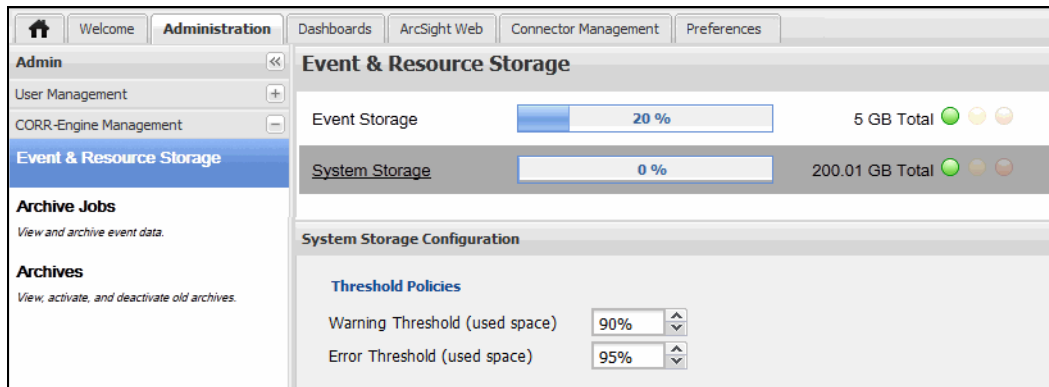 Welcome Administration Dashboards ArcSight Web Connector Management Preferences
Admin
User Management
CORR-Engine Management
Event & Resource Storage
Archive Jobs
View and archive event data.
Archives
View, activate, and deactivate old archives.
Event & Resource Storage
Event Storage 20 % 5 GB Total
System Storage 0 % 200.01 GB Total
System Storage Configuration
Threshold Policies
Warning Threshold (used space) 90%
Error Threshold (used space) 95%